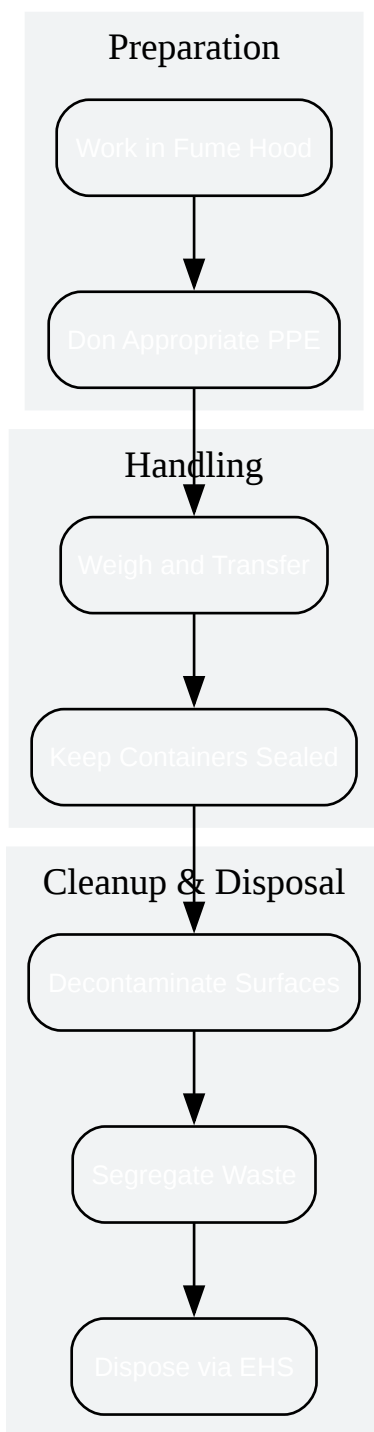 Preparation
Work in Fume Hood
Don Appropriate PPE
Handling
Weigh and Transfer
Keep Containers Sealed
Cleanup & Disposal
Decontaminate Surfaces
Segregate Waste
Dispose via EHS